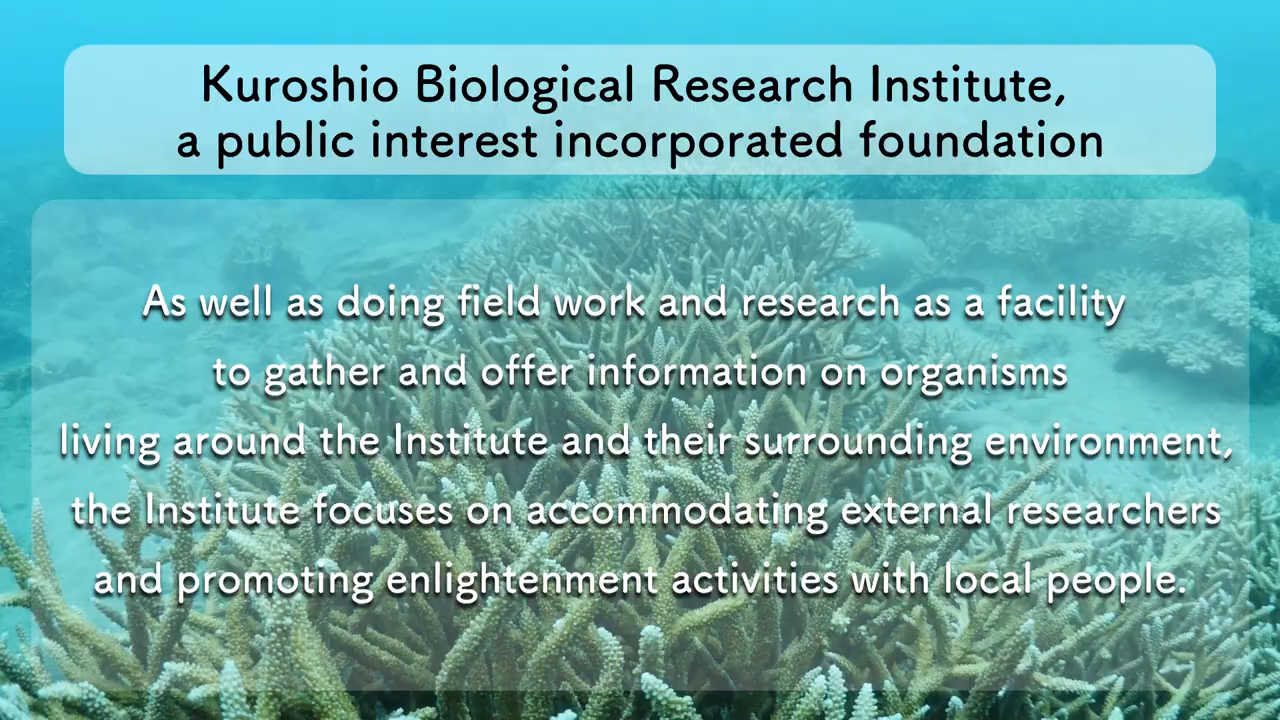 Kuroshio Biological Research Institute,
a public interest incorporated foundation
As well as doing field work and research as a facility
to gather and offer information on organisms
living around the Institute and their surrounding environment,
the Institute focuses on accommodating external researchers
and promoting enlightenment activities with local people.